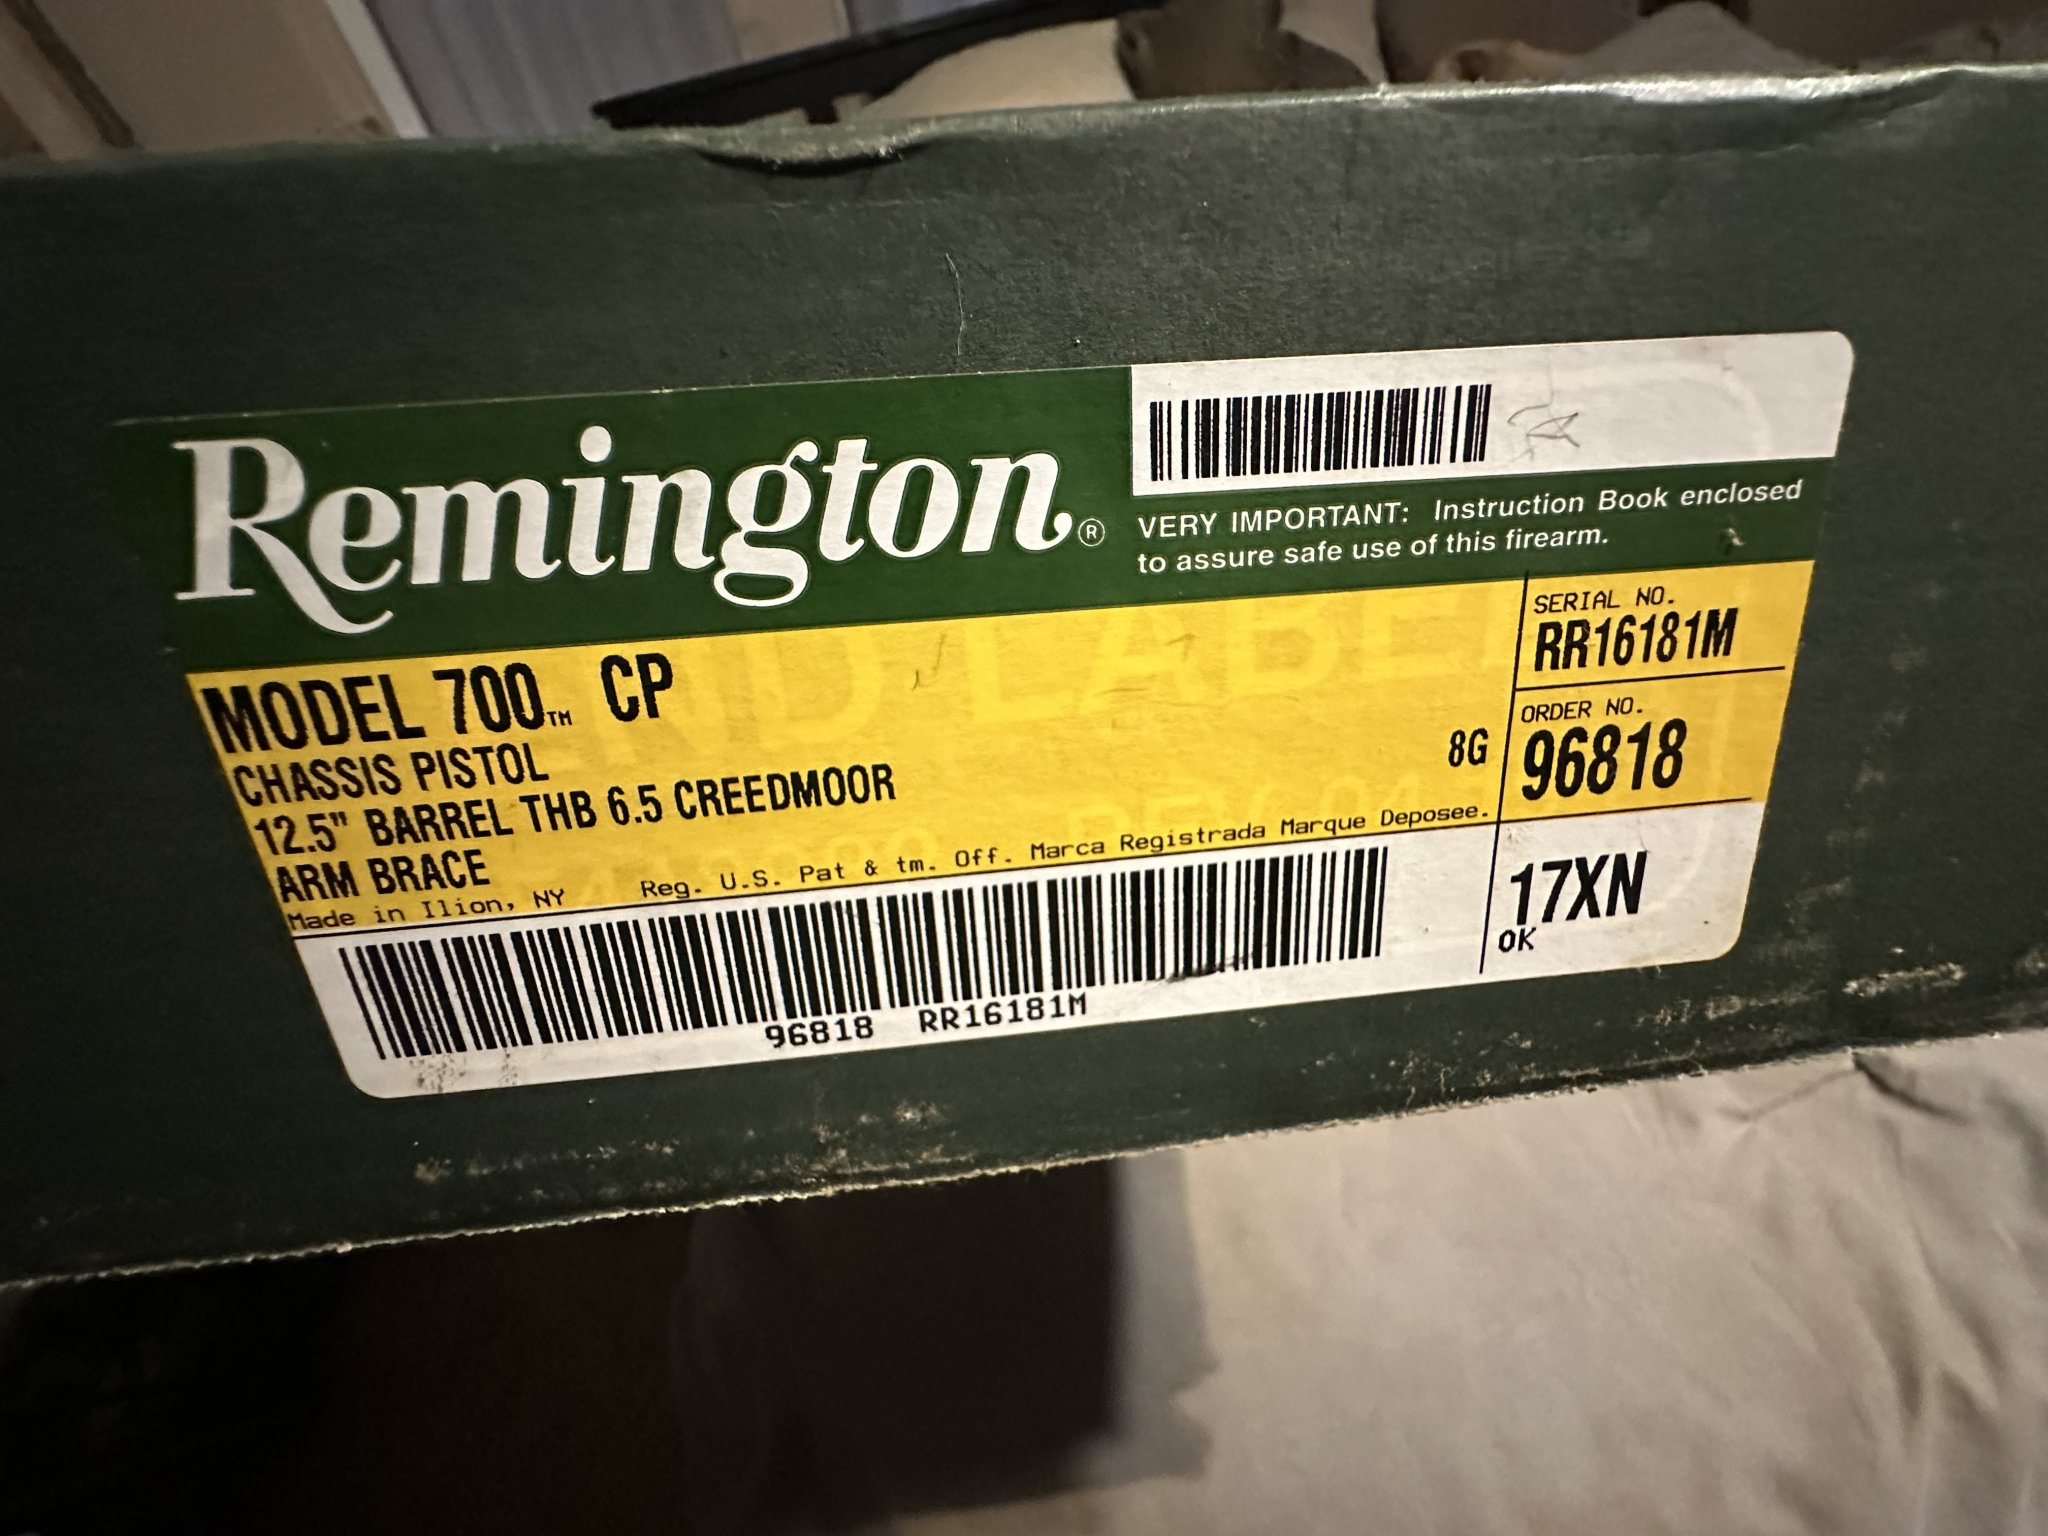 Remington®
VERY IMPORTANT: Instruction Book enclosed
to assure safe use of this firearm.
MODEL 700™ CP
CHASSIS PISTOL
12.5" BARREL THB 6.5 CREEDMOOR
ARM BRACE
8G
Made in Ilion, NY Reg. U.S. Pat & tm. Off. Marca Registrada Marque Deposee.
SERIAL NO.
RR16181M
ORDER NO.
96818
17XN
OK
96818 RR16181M